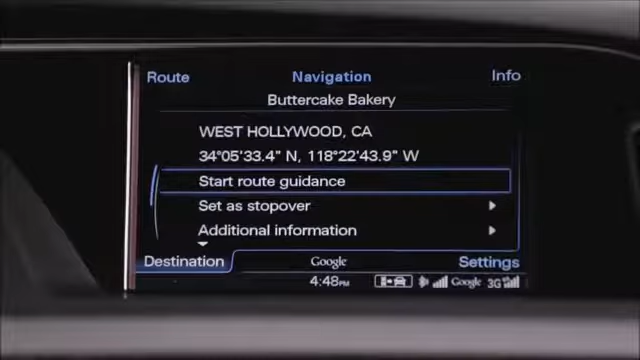 Route Navigation Info
Buttercake Bakery
WEST HOLLYWOOD, CA
34°05'33.4" N, 118°22'43.9" W
Start route guidance
Set as stopover
Additional information
Destination Google Settings
4:48PM Google 3G